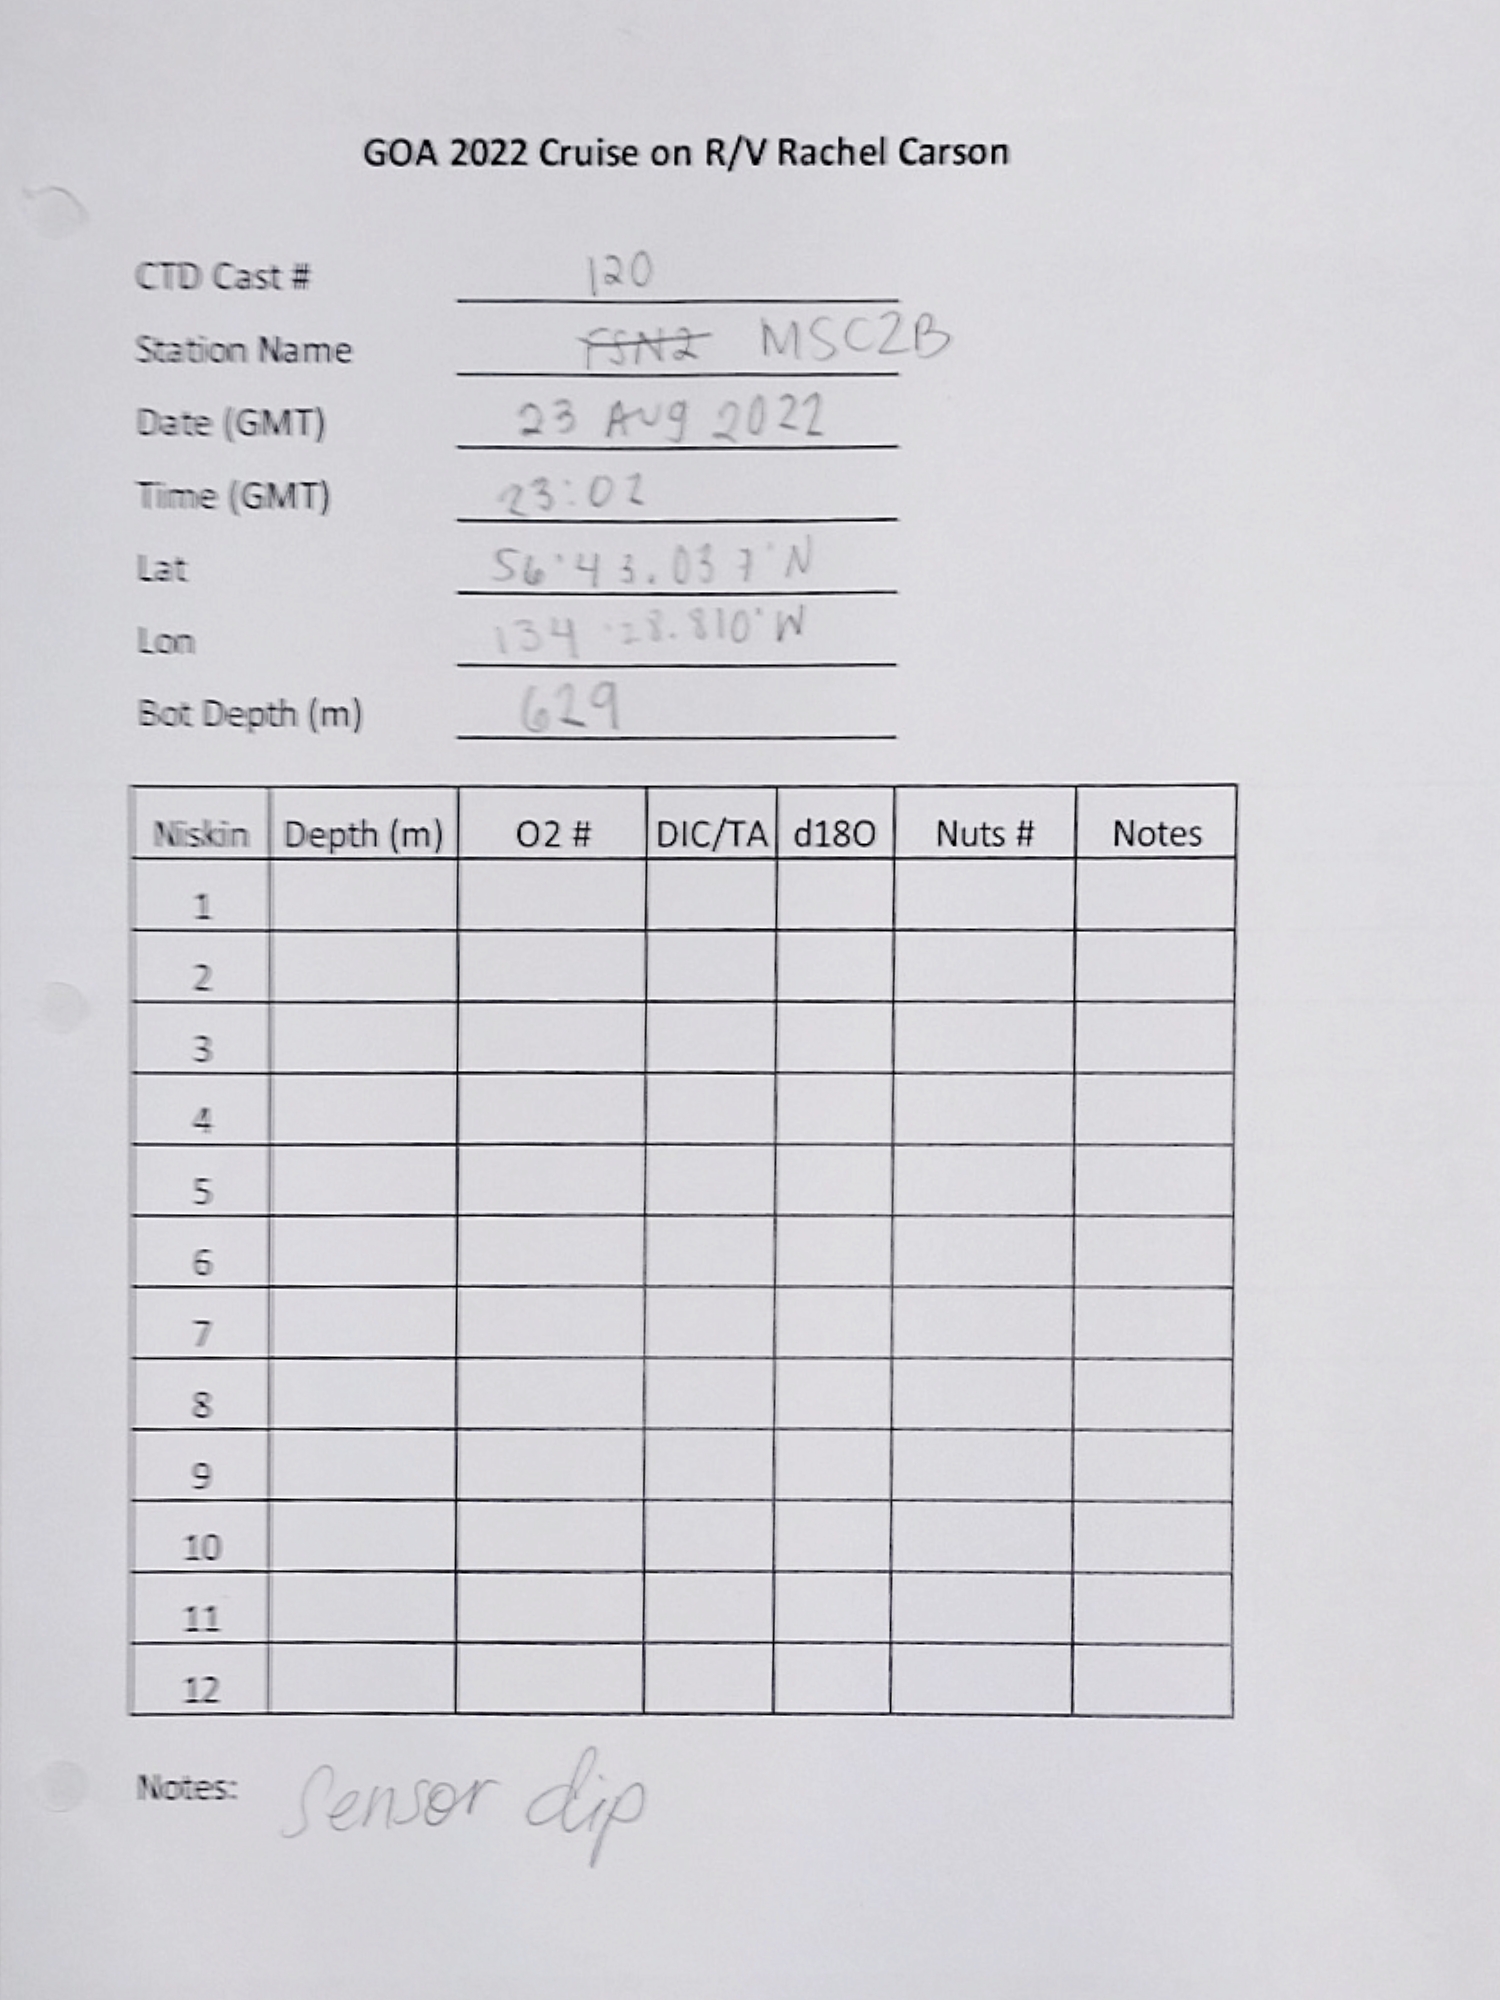 GOA 2022 Cruise on R/V Rachel Carson
CTD Cast # 120
Station Name FSN2 MSC2B
Date (GMT) 23 AUg 2022
Time (GMT) 23:02
Lat 56°43.037'N
Lon 134°28.810'W
Bot Depth (m) 629
Niskin Depth (m) O2 # DIC/TA d18O Nuts # Notes
1
2
3
4
5
6
7
8
9
10
11
12
Notes: Sensor dip